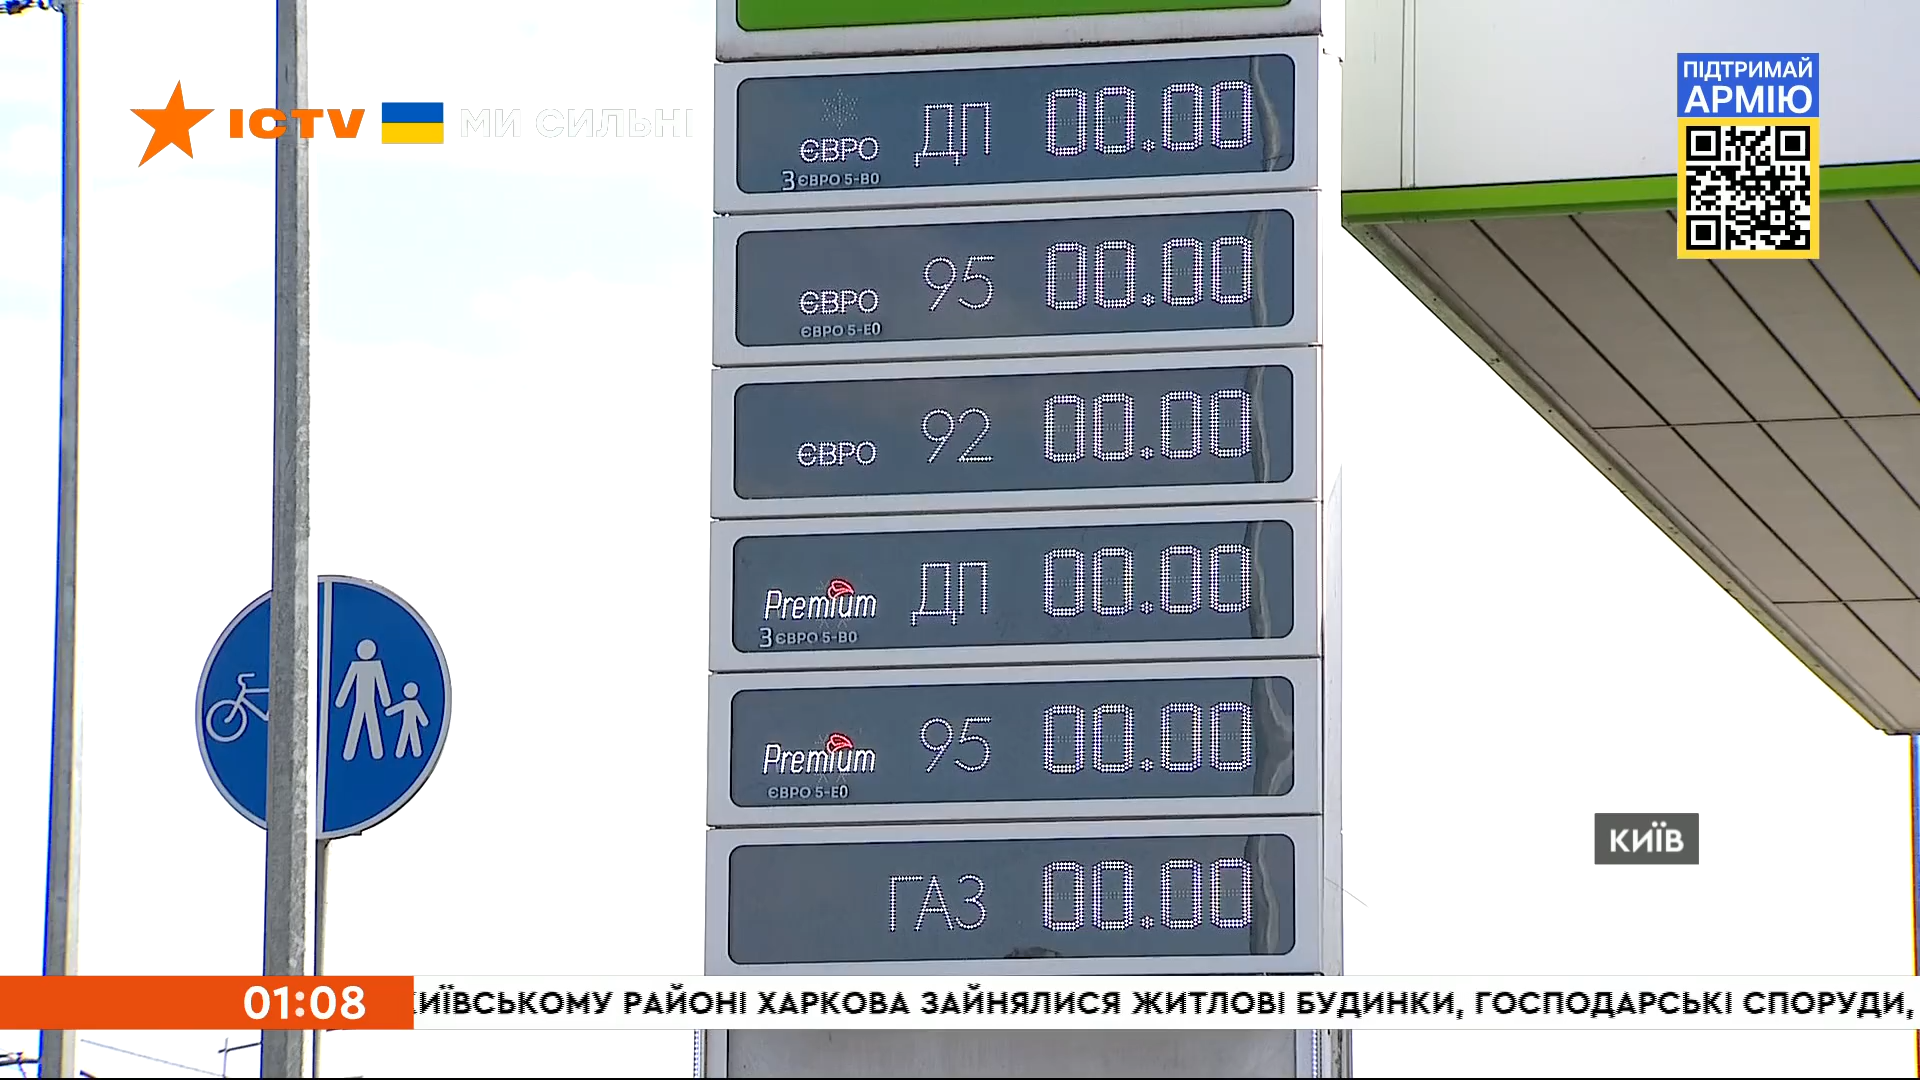 ICTV МИ СИЛЬНІ
ПІДТРИМАЙ
АРМІЮ
ЄВРО ДП 00.00
З ЄВРО 5-В0
ЄВРО 95 00.00
ЄВРО 5-Е0
ЄВРО 92 00.00
Premium ДП 00.00
З ЄВРО 5-В0
Premium 95 00.00
ЄВРО 5-Е0
ГАЗ 00.00
КИЇВ
01:08 КИЇВСЬКОМУ РАЙОНІ ХАРКОВА ЗАЙНЯЛИСЯ ЖИТЛОВІ БУДИНКИ, ГОСПОДАРСЬКІ СПОРУДИ,